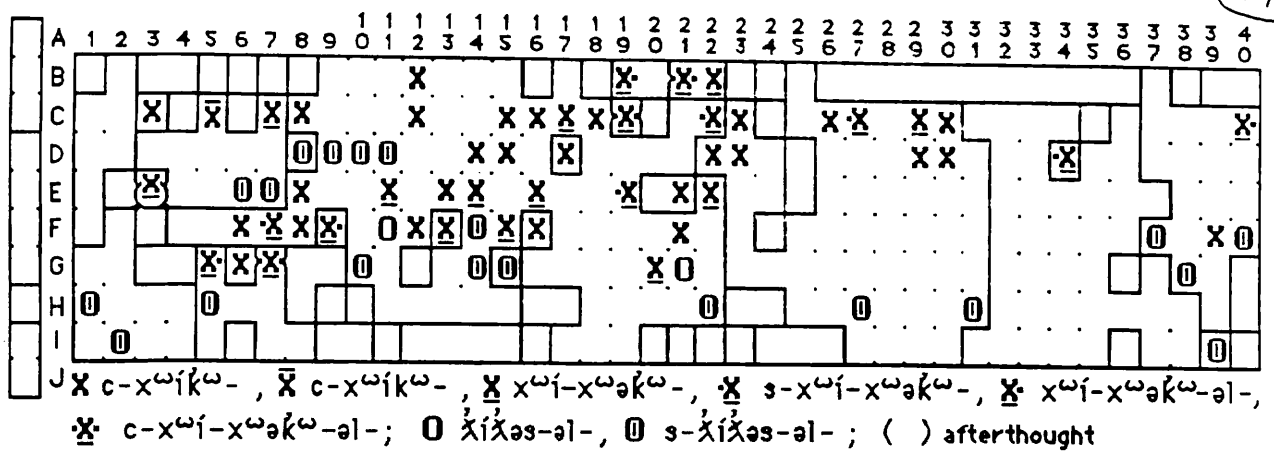 A 1 2 3 4 5 6 7 8 9 10 11 12 13 14 15 16 17 18 19 20 21 22 23 24 25 26 27 28 29 30 31 32 33 34 35 36 37 38 39 40
B
C
D
E
F
G
H
I
J X c-xʷík̓ʷ- , X̄ c-xʷíkʷ- , X̲ xʷí-xʷək̓ʷ- , ·X̲ s-xʷí-xʷək̓ʷ- , X̲· xʷí-xʷək̓ʷ-əl- ,
·X̲· c-xʷí-xʷək̓ʷ-əl- ; 0 ƛ̓íƛ̓əs-əl- , 0 s-ƛ̓íƛ̓əs-əl- ; ( ) afterthought